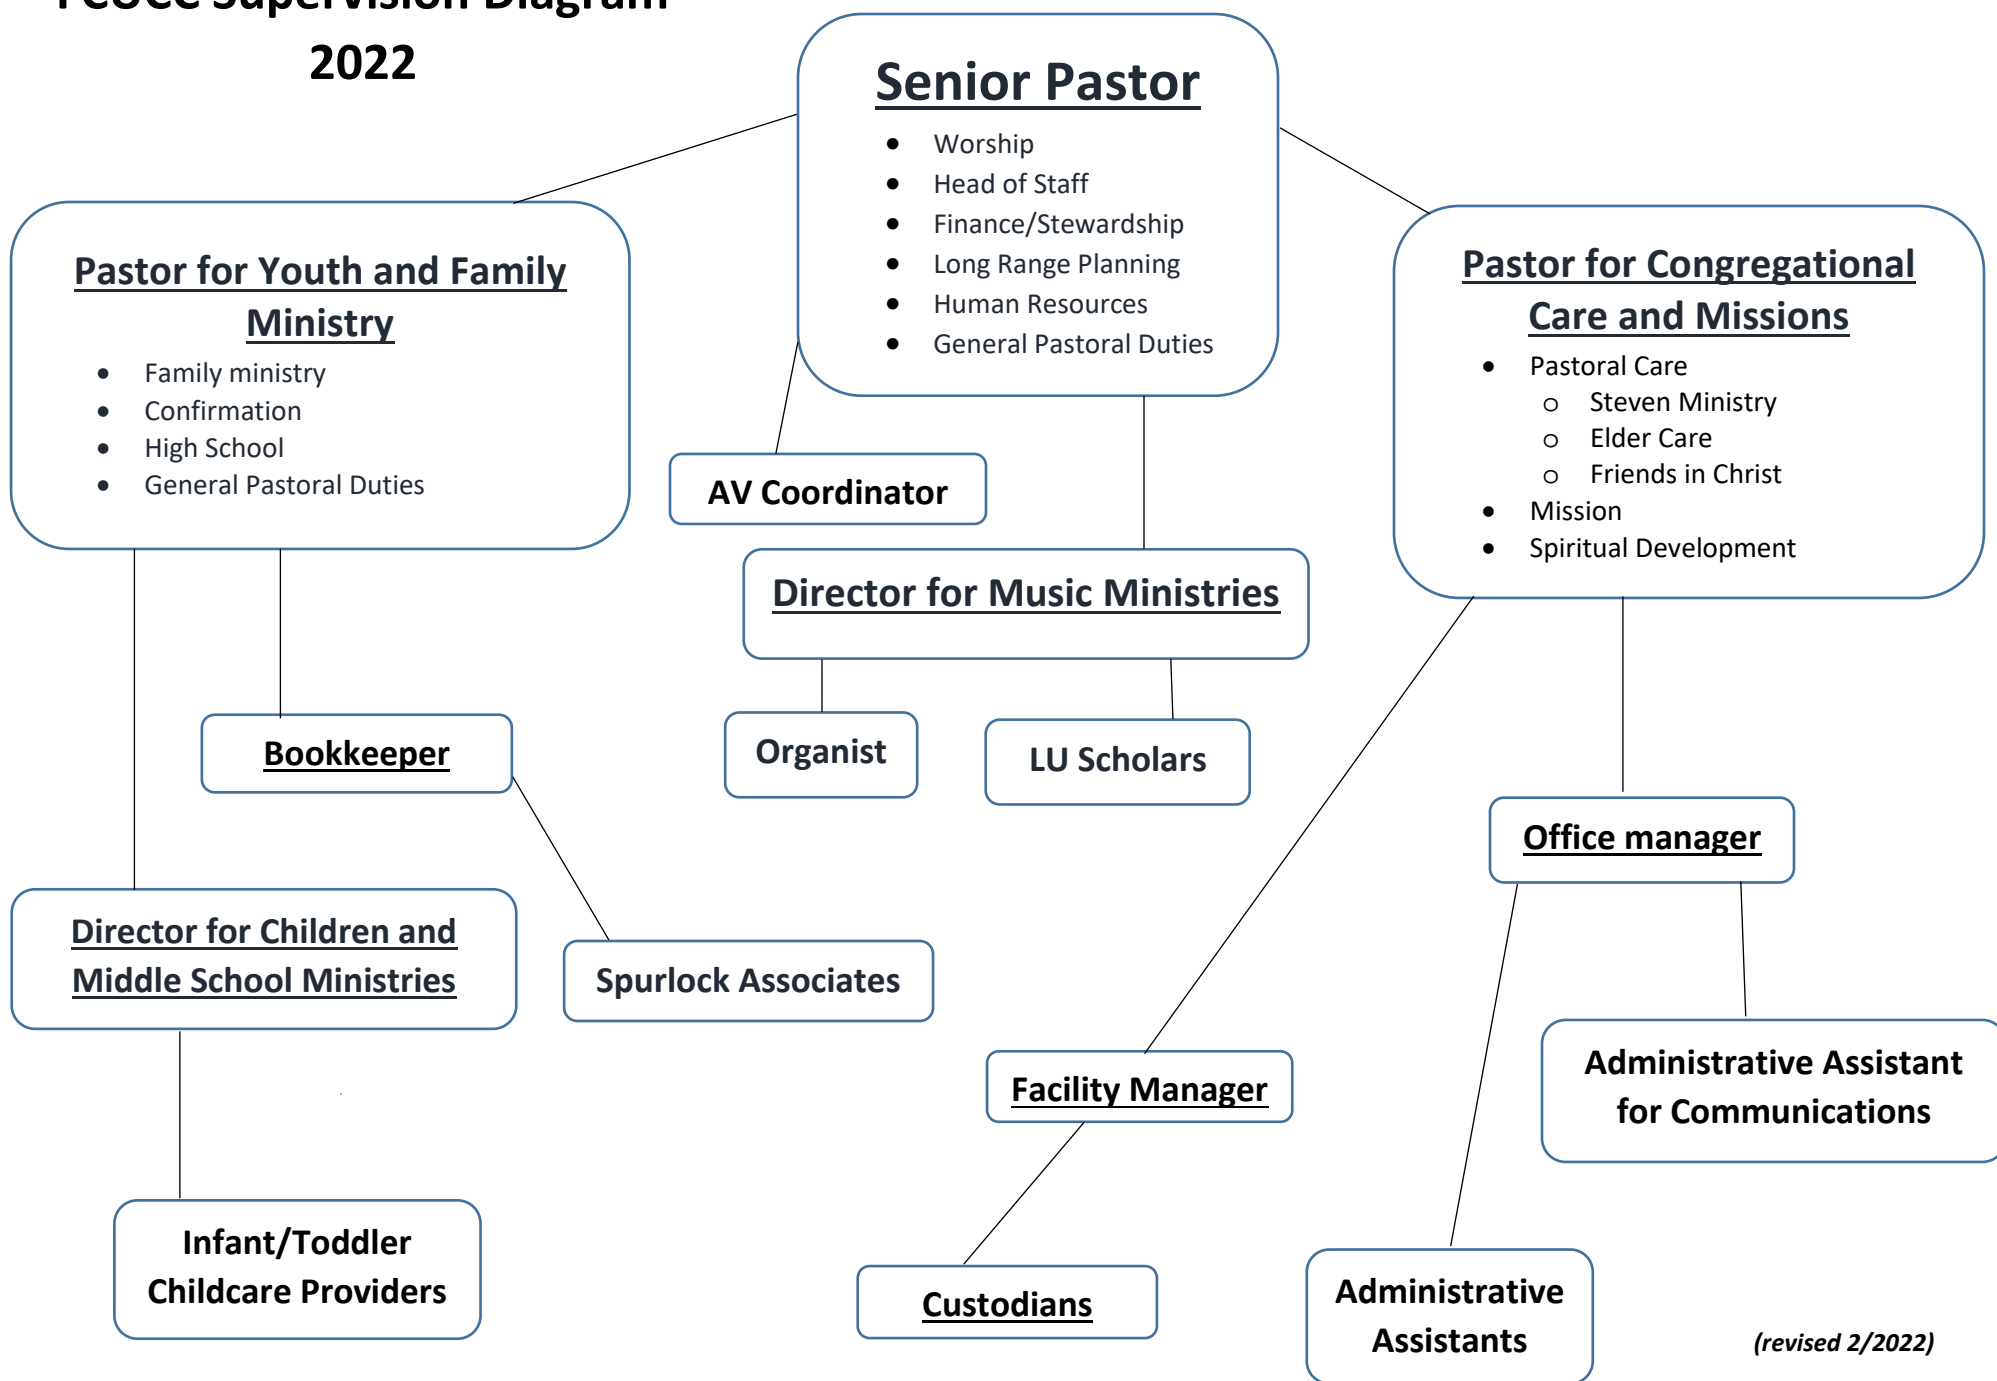 Supervision Diagram
2022
Senior Pastor
• Worship
• Head of Staff
• Finance/Stewardship
• Long Range Planning
• Human Resources
• General Pastoral Duties
Pastor for Youth and Family
Ministry
• Family ministry
• Confirmation
• High School
• General Pastoral Duties
Pastor for Congregational
Care and Missions
• Pastoral Care
o Steven Ministry
o Elder Care
o Friends in Christ
• Mission
• Spiritual Development
AV Coordinator
Director for Music Ministries
Organist
LU Scholars
Bookkeeper
Office manager
Director for Children and
Middle School Ministries
Spurlock Associates
Facility Manager
Administrative Assistant
for Communications
Infant/Toddler
Childcare Providers
Custodians
Administrative
Assistants
(revised 2/2022)